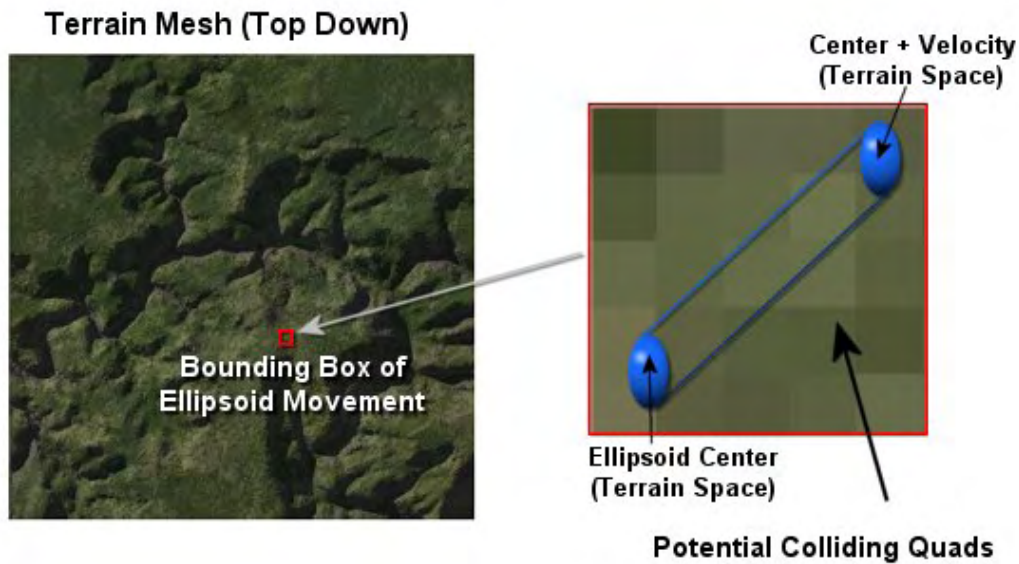 Terrain Mesh (Top Down)
Center + Velocity
(Terrain Space)
Bounding Box of
Ellipsoid Movement
Ellipsoid Center
(Terrain Space)
Potential Colliding Quads